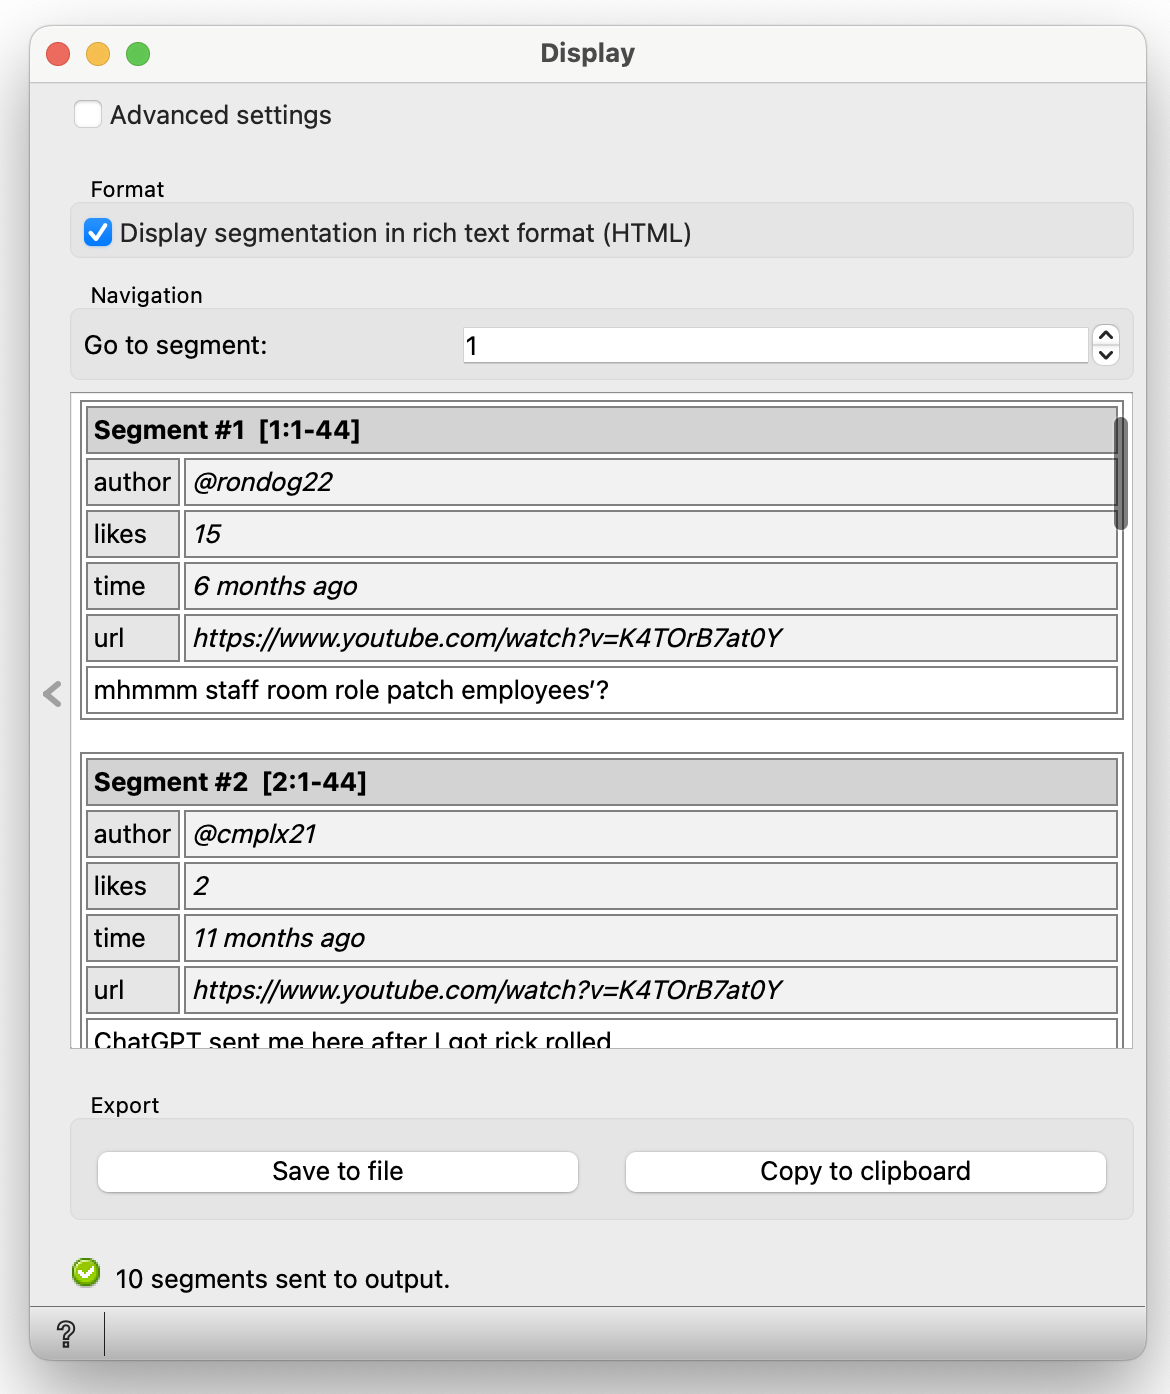 Display
Advanced settings
Format
Display segmentation in rich text format (HTML)
Navigation
Go to segment: 1
Segment #1 [1:1-44]
author @rondog22
likes 15
time 6 months ago
url https://www.youtube.com/watch?v=K4TOrB7at0Y
mhmmm staff room role patch employees’?
Segment #2 [2:1-44]
author @cmplx21
likes 2
time 11 months ago
url https://www.youtube.com/watch?v=K4TOrB7at0Y
ChatGPT sent me here after I got rick rolled
Export
Save to file Copy to clipboard
10 segments sent to output.
?